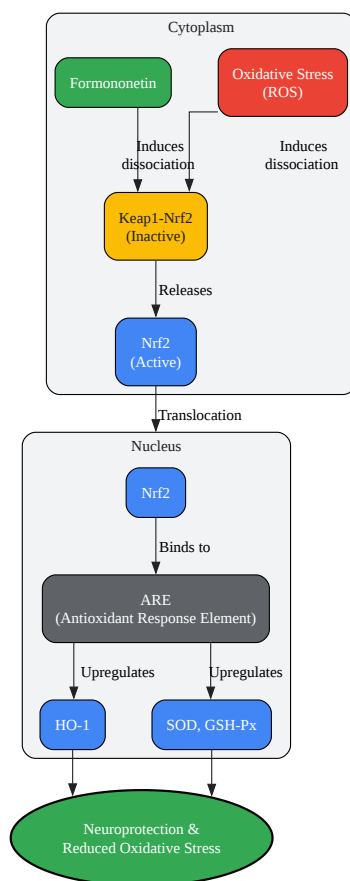 Cytoplasm
Formononetin
Oxidative Stress
(ROS)
Induces
dissociation
Induces
dissociation
Keap1-Nrf2
(Inactive)
Releases
Nrf2
(Active)
Translocation
Nucleus
Nrf2
Binds to
ARE
(Antioxidant Response Element)
Upregulates
Upregulates
HO-1
SOD, GSH-Px
Neuroprotection &
Reduced Oxidative Stress